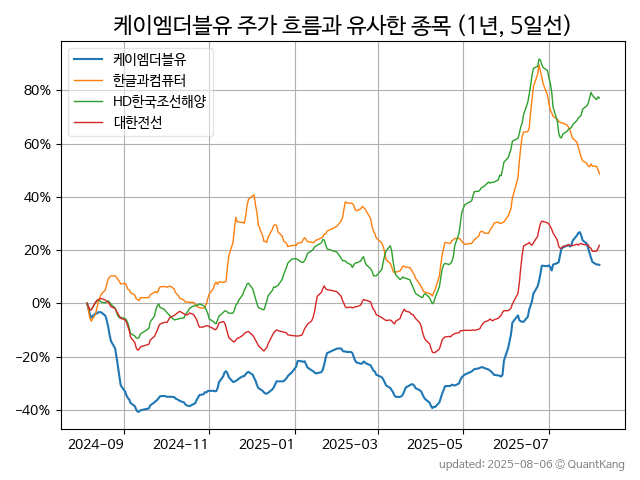 케이엠더블유 주가 흐름과 유사한 종목 (1년, 5일선)
케이엠더블유
한글과컴퓨터
HD한국조선해양
대한전선
80%
60%
40%
20%
0%
−20%
−40%
2024-09
2024-11
2025-01
2025-03
2025-05
2025-07
updated: 2025-08-06 © QuantKang